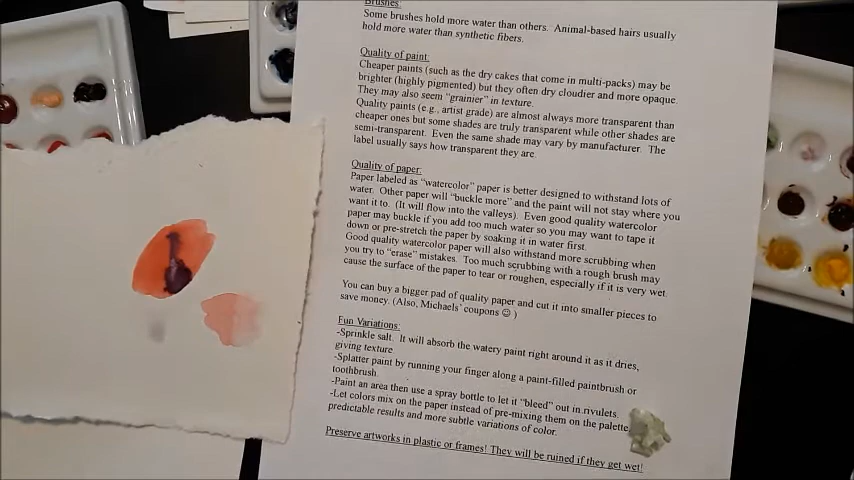 Brushes:
Some brushes hold more water than others. Animal-based hairs usually
hold more water than synthetic fibers.
Quality of paint:
Cheaper paints (such as the dry cakes that come in multi-packs) may be
brighter (highly pigmented) but they often dry cloudier and more opaque.
They may also seem "grainier" in texture.
Quality paints (e.g., artist grade) are almost always more transparent than
cheaper ones but some shades are truly transparent while other shades are
semi-transparent. Even the same shade may vary by manufacturer. The
label usually says how transparent they are.
Quality of paper:
Paper labeled as "watercolor" paper is better designed to withstand lots of
water. Other paper will "buckle more" and the paint will not stay where you
want it to. (It will flow into the valleys). Even good quality watercolor
paper may buckle if you add too much water so you may want to tape it
down or pre-stretch the paper by soaking it in water first.
Good quality watercolor paper will also withstand more scrubbing when
you try to "erase" mistakes. Too much scrubbing with a rough brush may
cause the surface of the paper to tear or roughen, especially if it is very wet.
You can buy a bigger pad of quality paper and cut it into smaller pieces to
save money. (Also, Michaels' coupons ☺ )
Fun Variations:
-Sprinkle salt. It will absorb the watery paint right around it as it dries,
giving texture
-Splatter paint by running your finger along a paint-filled paintbrush or
toothbrush.
-Paint an area then use a spray bottle to let it "bleed" out in rivulets.
-Let colors mix on the paper instead of pre-mixing them on the palette
predictable results and more subtle variations of color.
Preserve artworks in plastic or frames! They will be ruined if they get wet!